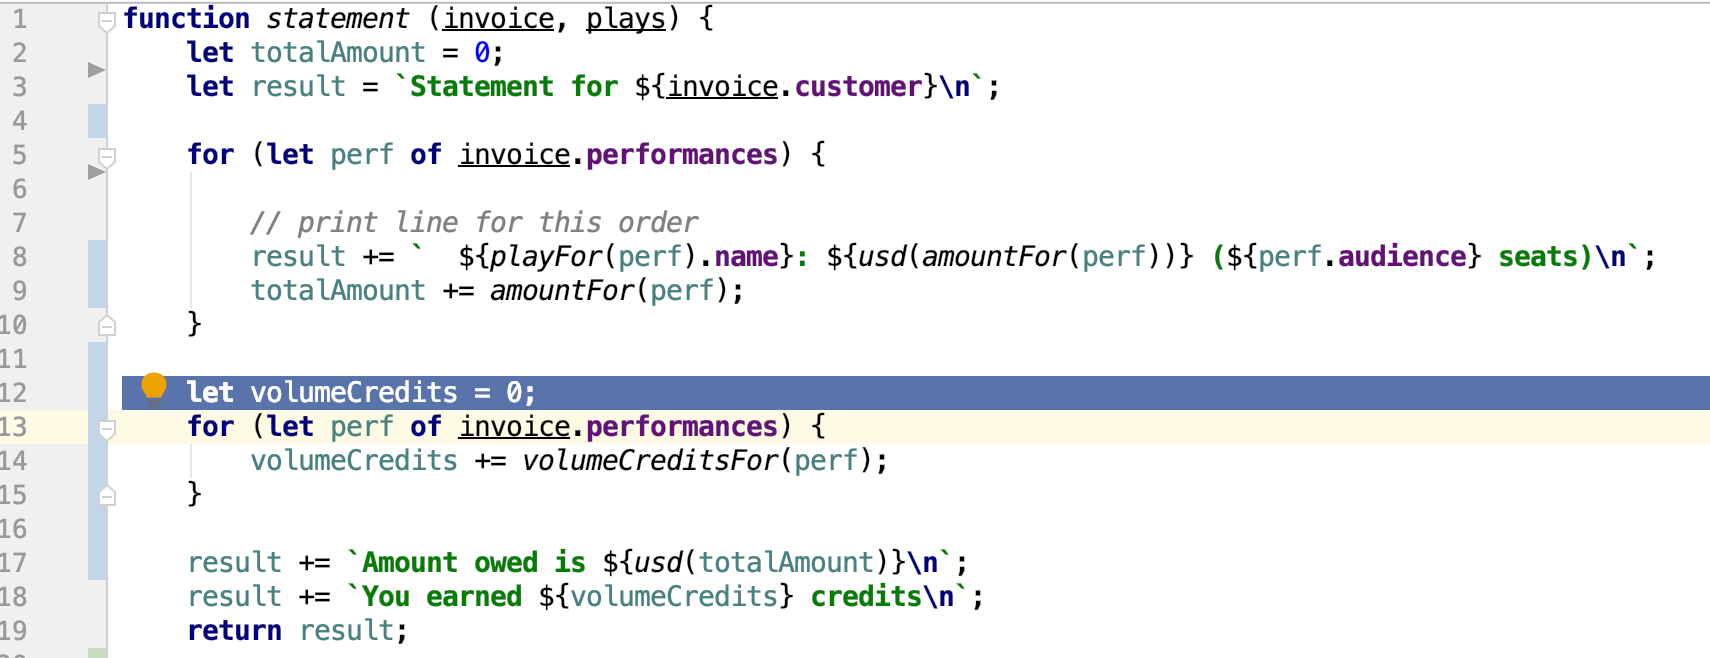 1 function statement (invoice, plays) {
2     let totalAmount = 0;
3     let result = `Statement for ${invoice.customer}\n`;
4
5     for (let perf of invoice.performances) {
6
7         // print line for this order
8         result += `  ${playFor(perf).name}: ${usd(amountFor(perf))} (${perf.audience} seats)\n`;
9         totalAmount += amountFor(perf);
10     }
11
12     let volumeCredits = 0;
13     for (let perf of invoice.performances) {
14         volumeCredits += volumeCreditsFor(perf);
15     }
16
17     result += `Amount owed is ${usd(totalAmount)}\n`;
18     result += `You earned ${volumeCredits} credits\n`;
19     return result;